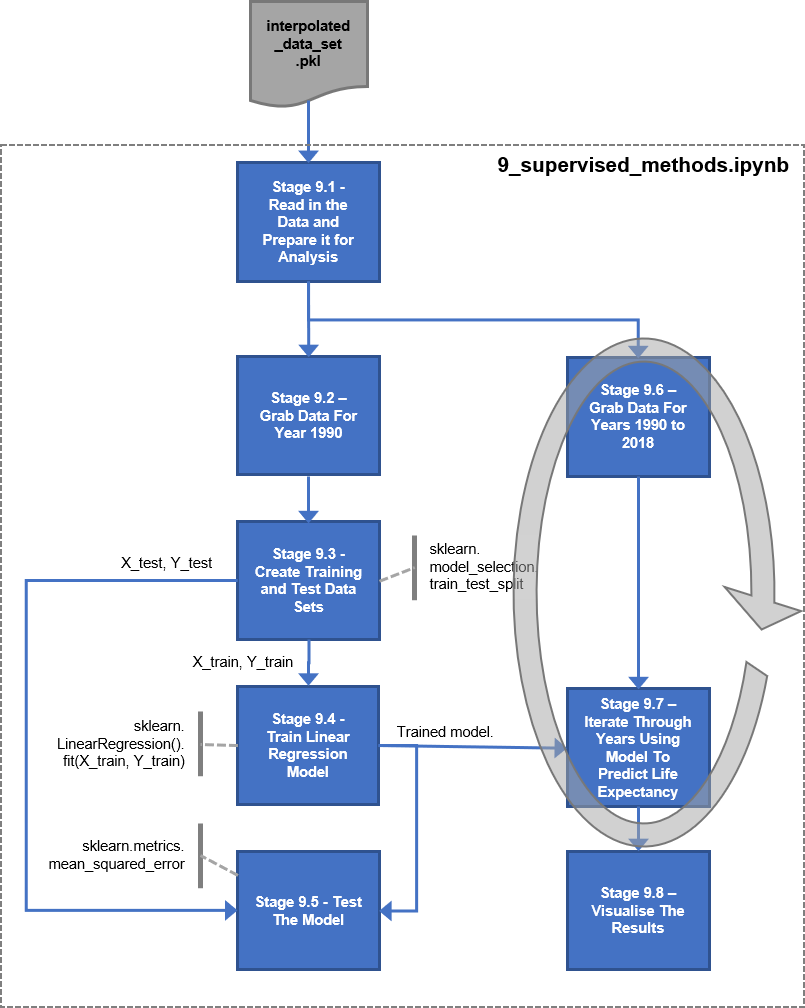 interpolated
_data_set
.pkl
9_supervised_methods.ipynb
Stage 9.1 -
Read in the
Data and
Prepare it for
Analysis
Stage 9.2 –
Grab Data For
Year 1990
Stage 9.6 –
Grab Data For
Years 1990 to
2018
Stage 9.3 -
Create Training
and Test Data
Sets
sklearn.
model_selection
train_test_split
X_test, Y_test
X_train, Y_train
Stage 9.4 -
Train Linear
Regression
Model
sklearn.
LinearRegression().
fit(X_train, Y_train)
Trained model.
Stage 9.7 –
Iterate Through
Years Using
Model To
Predict Life
Expectancy
sklearn.metrics.
mean_squared_error
Stage 9.5 - Test
The Model
Stage 9.8 –
Visualise The
Results